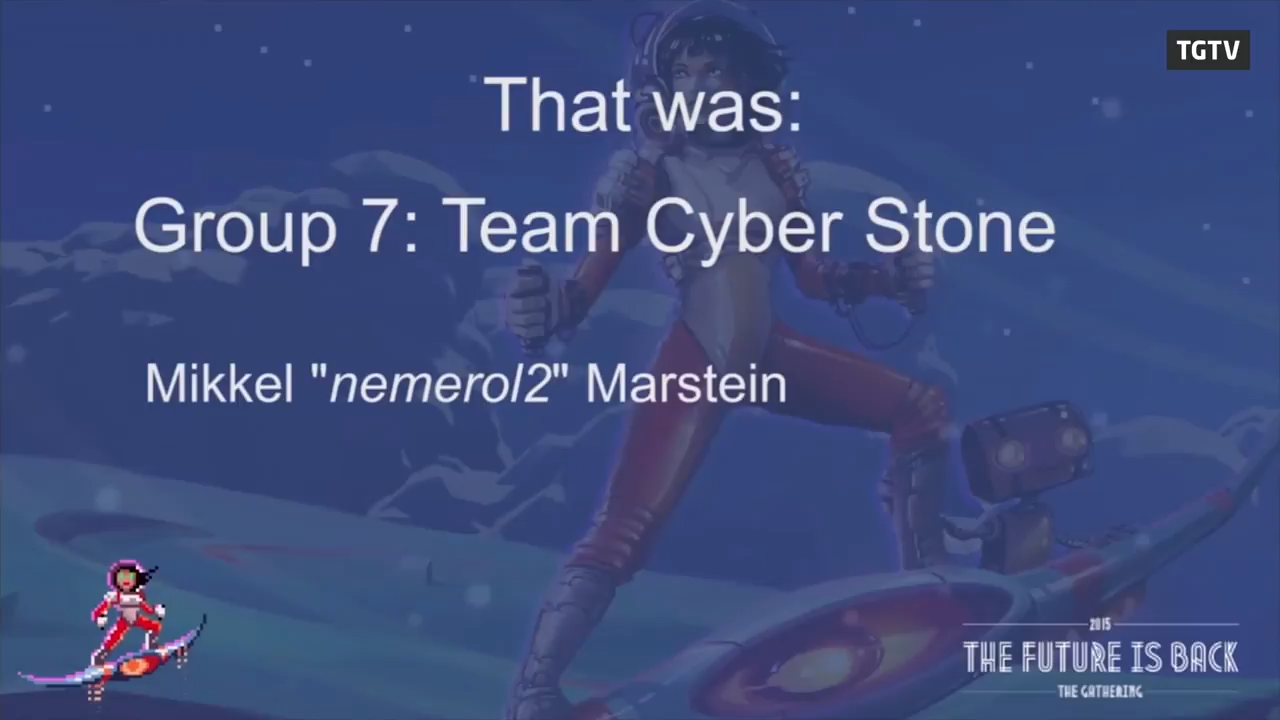 TGTV
That was:
Group 7: Team Cyber Stone
Mikkel "nemerol2" Marstein
2015
THE FUTURE IS BACK
THE GATHERING